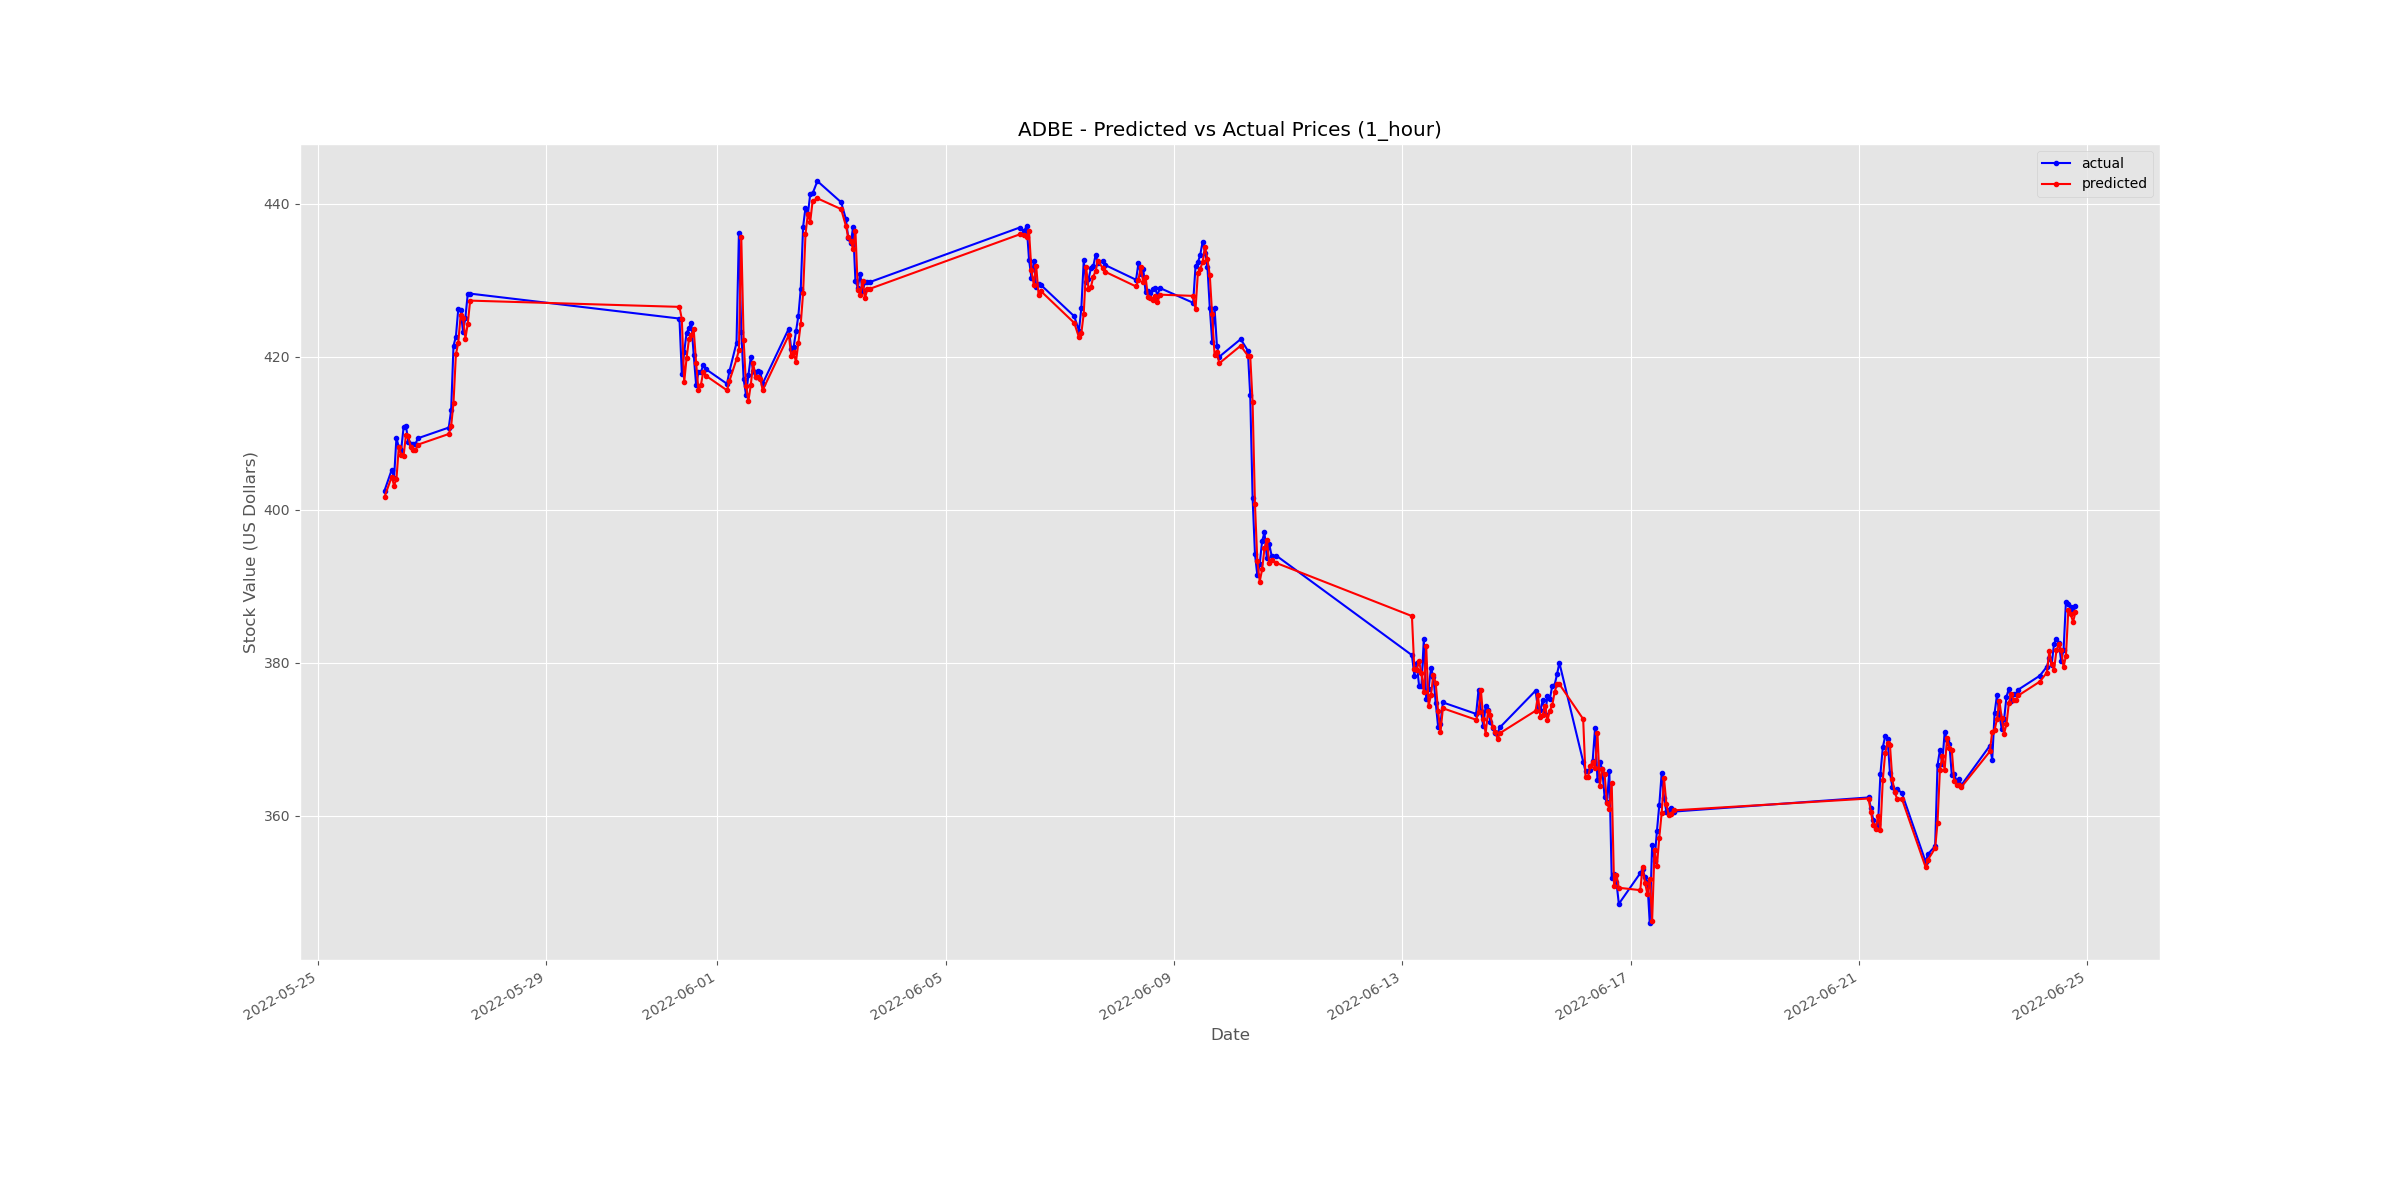 ADBE - Predicted vs Actual Prices (1_hour)
actual
predicted
Stock Value (US Dollars)
440
420
400
380
360
2022-05-25
2022-05-29
2022-06-01
2022-06-05
2022-06-09
2022-06-13
2022-06-17
2022-06-21
2022-06-25
Date